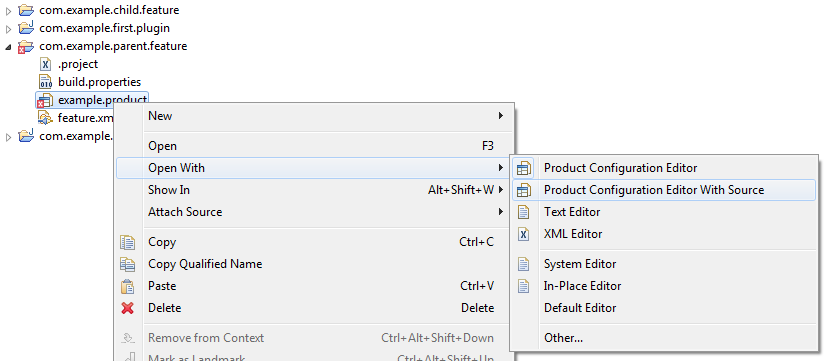 com.example.child.feature
com.example.first.plugin
com.example.parent.feature
.project
build.properties
example.product
feature.xm
com.example.
New
Open F3
Open With
Show In Alt+Shift+W
Attach Source
Copy Ctrl+C
Copy Qualified Name
Paste Ctrl+V
Delete Delete
Remove from Context Ctrl+Alt+Shift+Down
Mark as Landmark Ctrl+Alt+Shift+Up
Product Configuration Editor
Product Configuration Editor With Source
Text Editor
XML Editor
System Editor
In-Place Editor
Default Editor
Other...